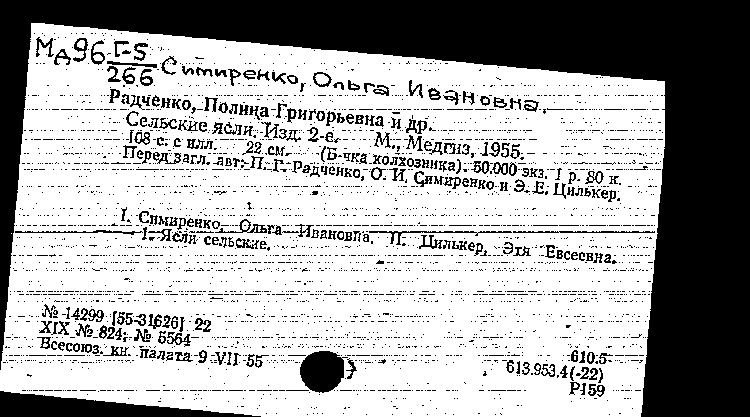 МД96 Г-5/266 Симиренко, Ольга Ивановна.
Радченко, Полина Григорьевна и др.
Сельские ясли. Изд. 2-е. М., Медгиз, 1955.
108 с. с илл. 22 см. (Б-чка колхозника). 50.000 экз. 1 р. 80 к.
Перед загл. авт.: П. Г. Радченко, О. И. Симиренко и Э. Е. Цилькер.
I. Симиренко, Ольга Ивановна. II. Цилькер, Этя Евсеевна.
1. Ясли сельские.
№ 14299 [55-31626] 22
XIX № 824; № 5564
Всесоюз. кн. палата 9 VII 55
610.5
613.953.4(-22)
Р159